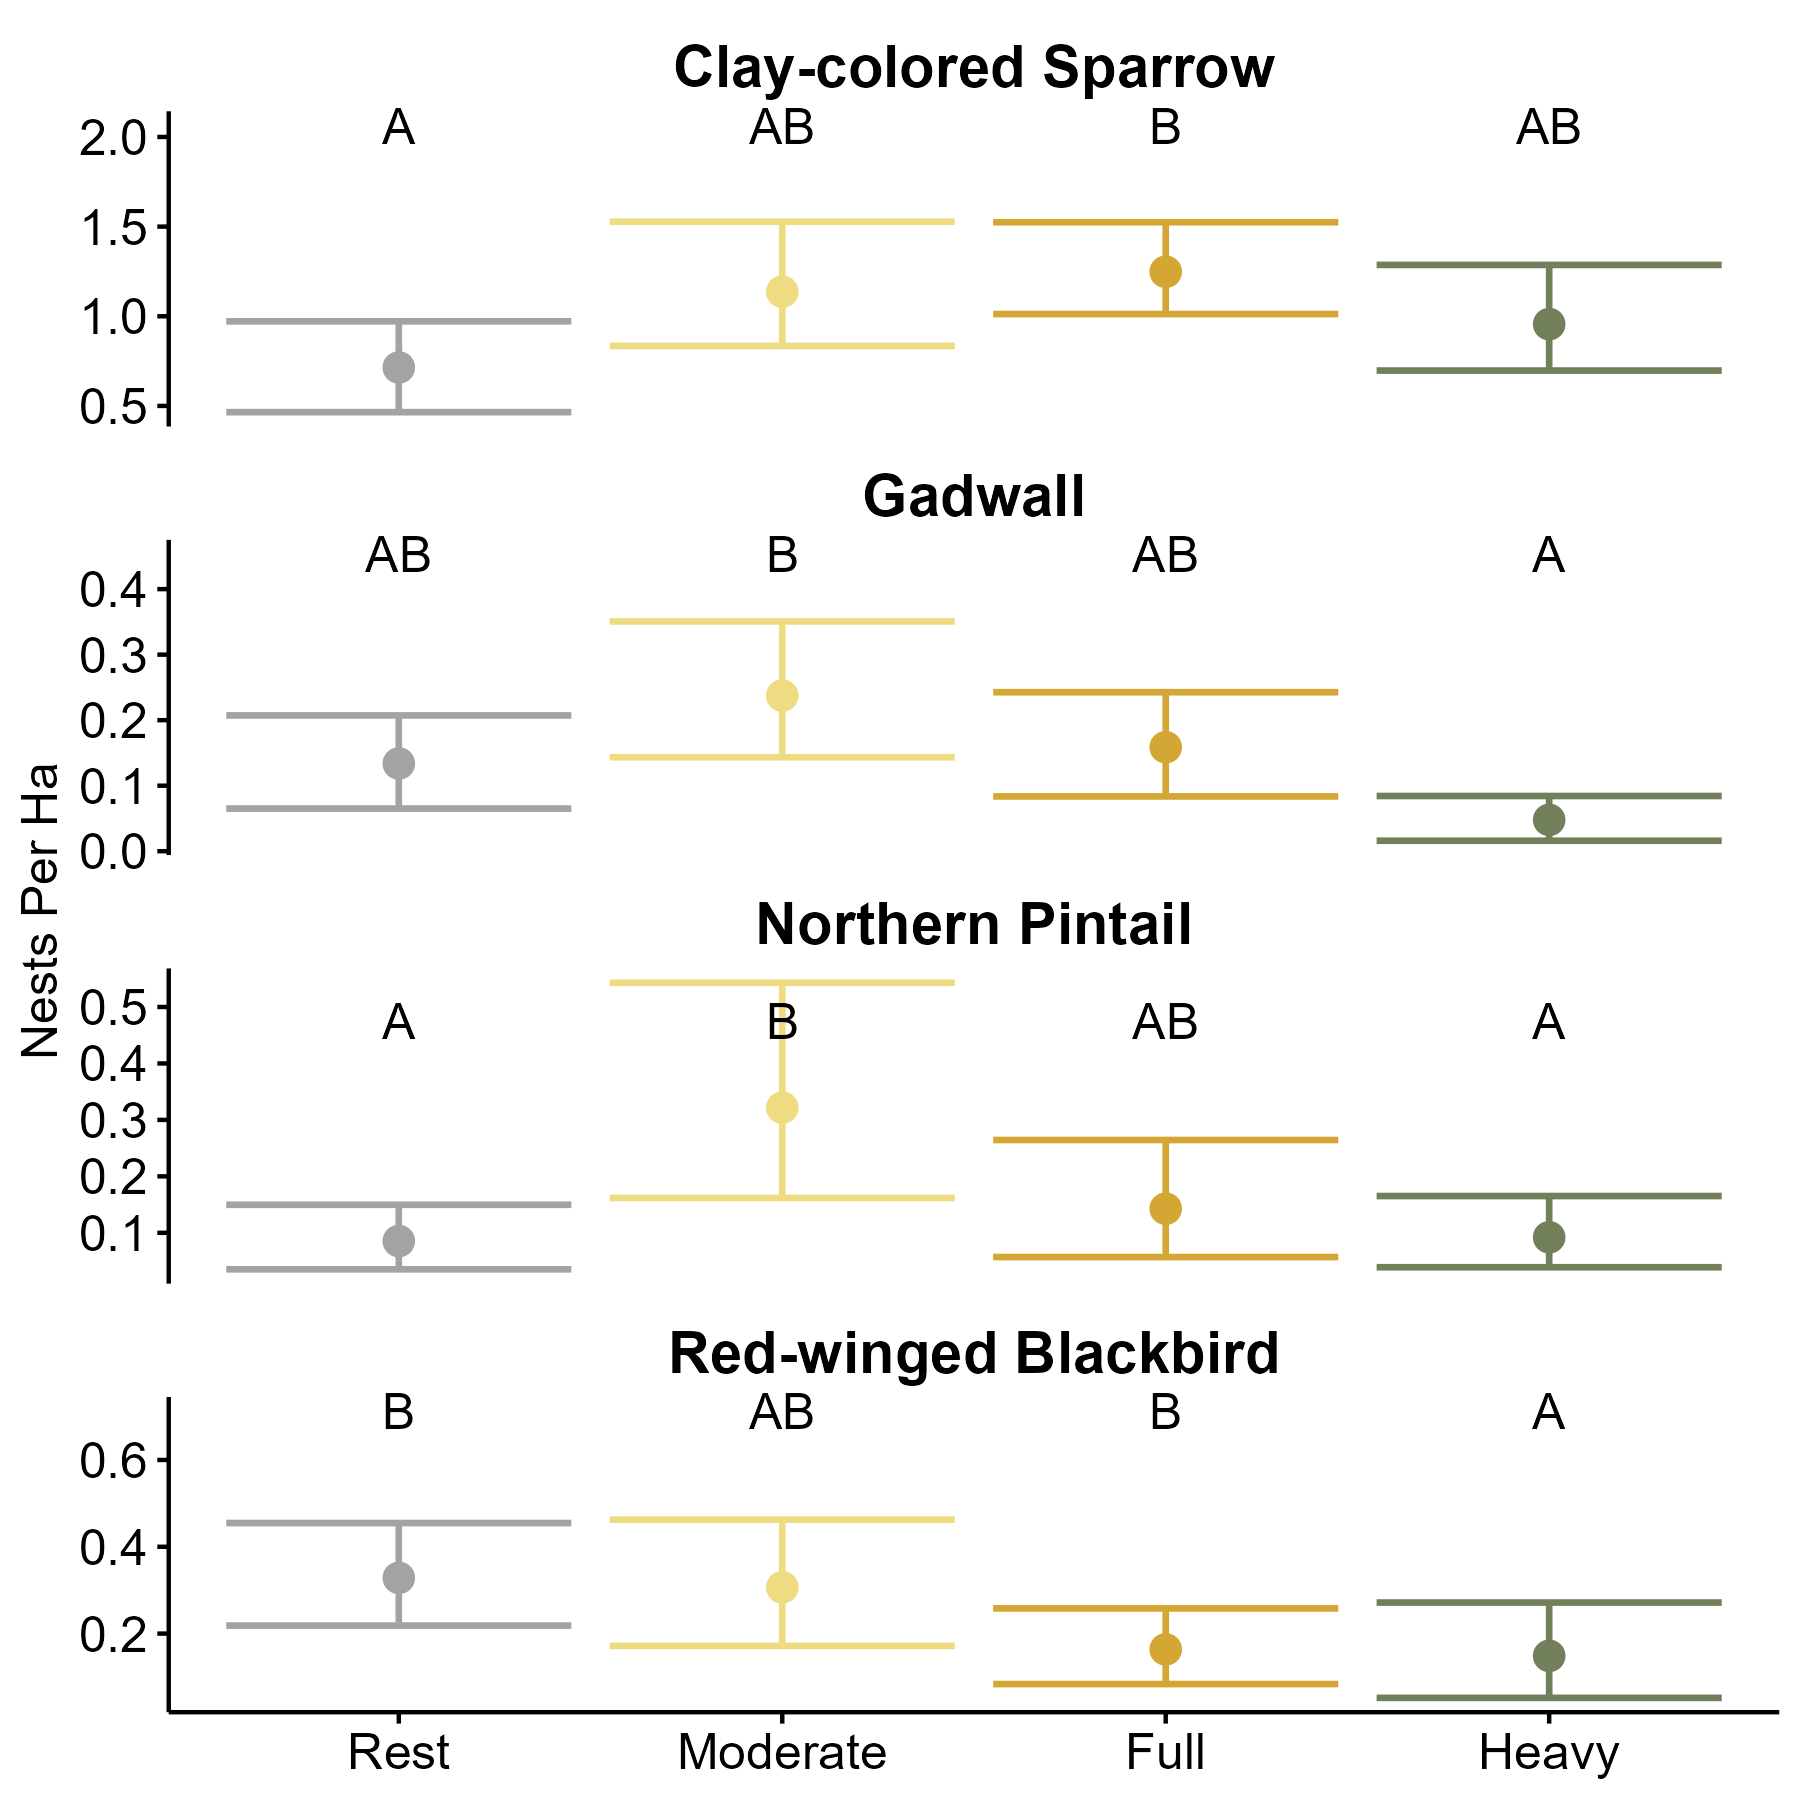 Clay-colored Sparrow
A AB B AB
2.0
1.5
1.0
0.5
Gadwall
AB B AB A
0.4
0.3
0.2
0.1
0.0
Nests Per Ha
Northern Pintail
A B AB A
0.5
0.4
0.3
0.2
0.1
Red-winged Blackbird
B AB B A
0.6
0.4
0.2
Rest Moderate Full Heavy